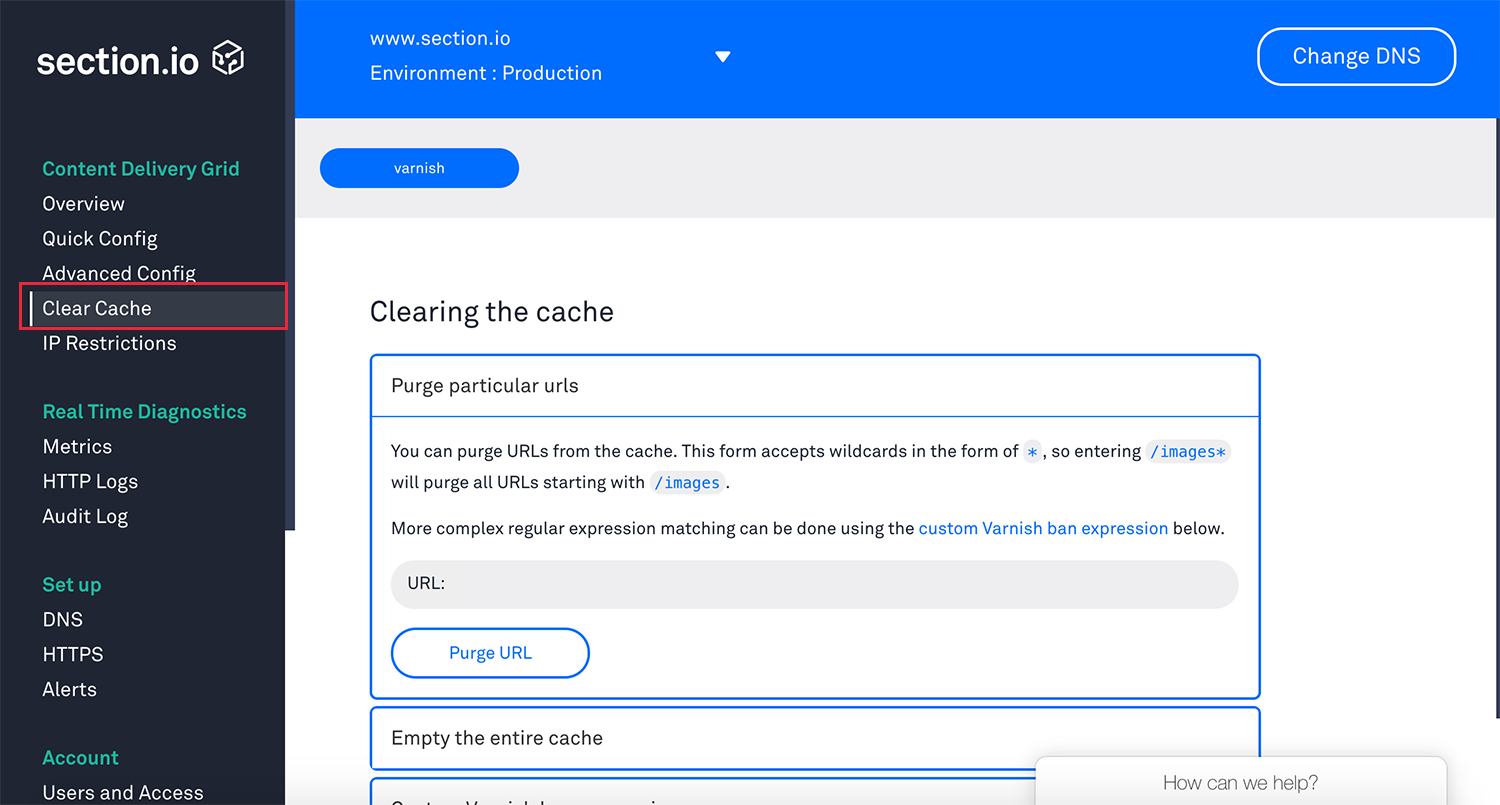 section.io
www.section.io
Environment : Production
Change DNS
varnish
Content Delivery Grid
Overview
Quick Config
Advanced Config
Clear Cache
IP Restrictions
Real Time Diagnostics
Metrics
HTTP Logs
Audit Log
Set up
DNS
HTTPS
Alerts
Account
Users and Access
Clearing the cache
Purge particular urls
You can purge URLs from the cache. This form accepts wildcards in the form of *, so entering /images*
will purge all URLs starting with /images.
More complex regular expression matching can be done using the custom Varnish ban expression below.
URL:
Purge URL
Empty the entire cache
How can we help?